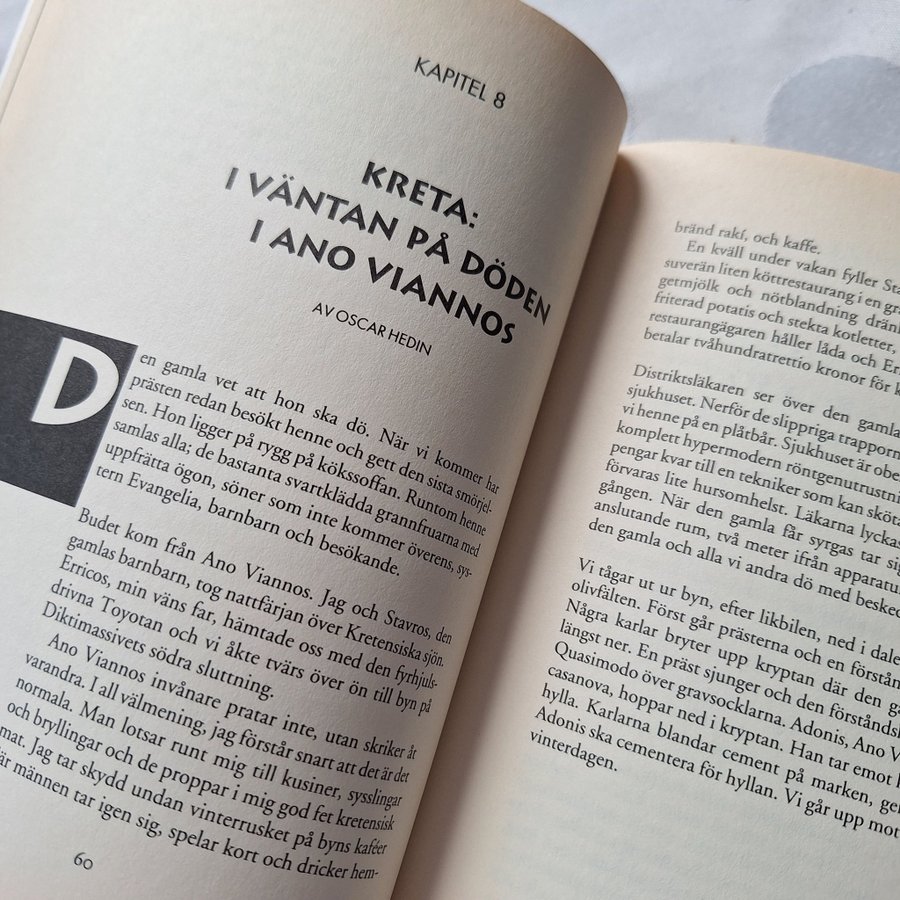 KAPITEL 8
KRETA:
I VÄNTAN PÅ DÖDEN
I ANO VIANNOS
AV OSCAR HEDIN
Den gamla vet att hon ska dö. När vi kommer har
prästen redan besökt henne och gett den sista smörjel-
sen. Hon ligger på rygg på kökssoffan. Runtom henne
samlas alla; de bastanta svartklädda grannfruarna med
uppfrätta ögon, söner som inte kommer överens, sys-
tern Evangelia, barnbarn och besökande.
Budet kom från Ano Viannos. Jag och Stavros, den
gamlas barnbarn, tog nattfärjan över Kretensiska sjön.
Erricos, min väns far, hämtade oss med den fyrhjuls-
drivna Toyotan och vi åkte tvärs över ön till byn på
Diktimassivets södra sluttning.
Ano Viannos invånare pratar inte, utan skriker åt
varandra. I all välmening, jag förstår snart att det är det
normala. Man lotsar runt mig till kusiner, sysslingar
och bryllingar och de proppar i mig god fet kretensisk
mat. Jag tar skydd undan vinterrusket på byns kaféer
där männen tar igen sig, spelar kort och dricker hem-
60
bränd rakí, och kaffe.
En kväll under vakan fyller
suverän liten köttrestaurang i en
getmjölk och nötblandning
friterad potatis och stekta kotletter,
restaurangägaren håller låda och
betalar tvåhundratrettio kronor för
Distriktsläkaren ser över den gamla
sjukhuset. Nerför de slippriga
vi henne på en plåtbår. Sjukhuset är
komplett hypermodern
pengar kvar till en tekniker som kan
förvaras lite hursomhelst. Läkarna
gången. När den gamla får syrgas tar
anslutande rum, två meter ifrån
den gamla och alla vi andra dö med
Vi tågar ut ur byn, efter likbilen, ned i
olivfälten. Först går prästerna och en
Några karlar bryter upp kryptan där den
längst ner. En präst sjunger och den
Quasimodo över gravsocklarna. Adonis, Ano
casanova, hoppar ned i kryptan. Han tar emot
hylla. Karlarna blandar cement på marken,
Adonis ska cementera för hyllan. Vi går upp mot
vinterdagen.